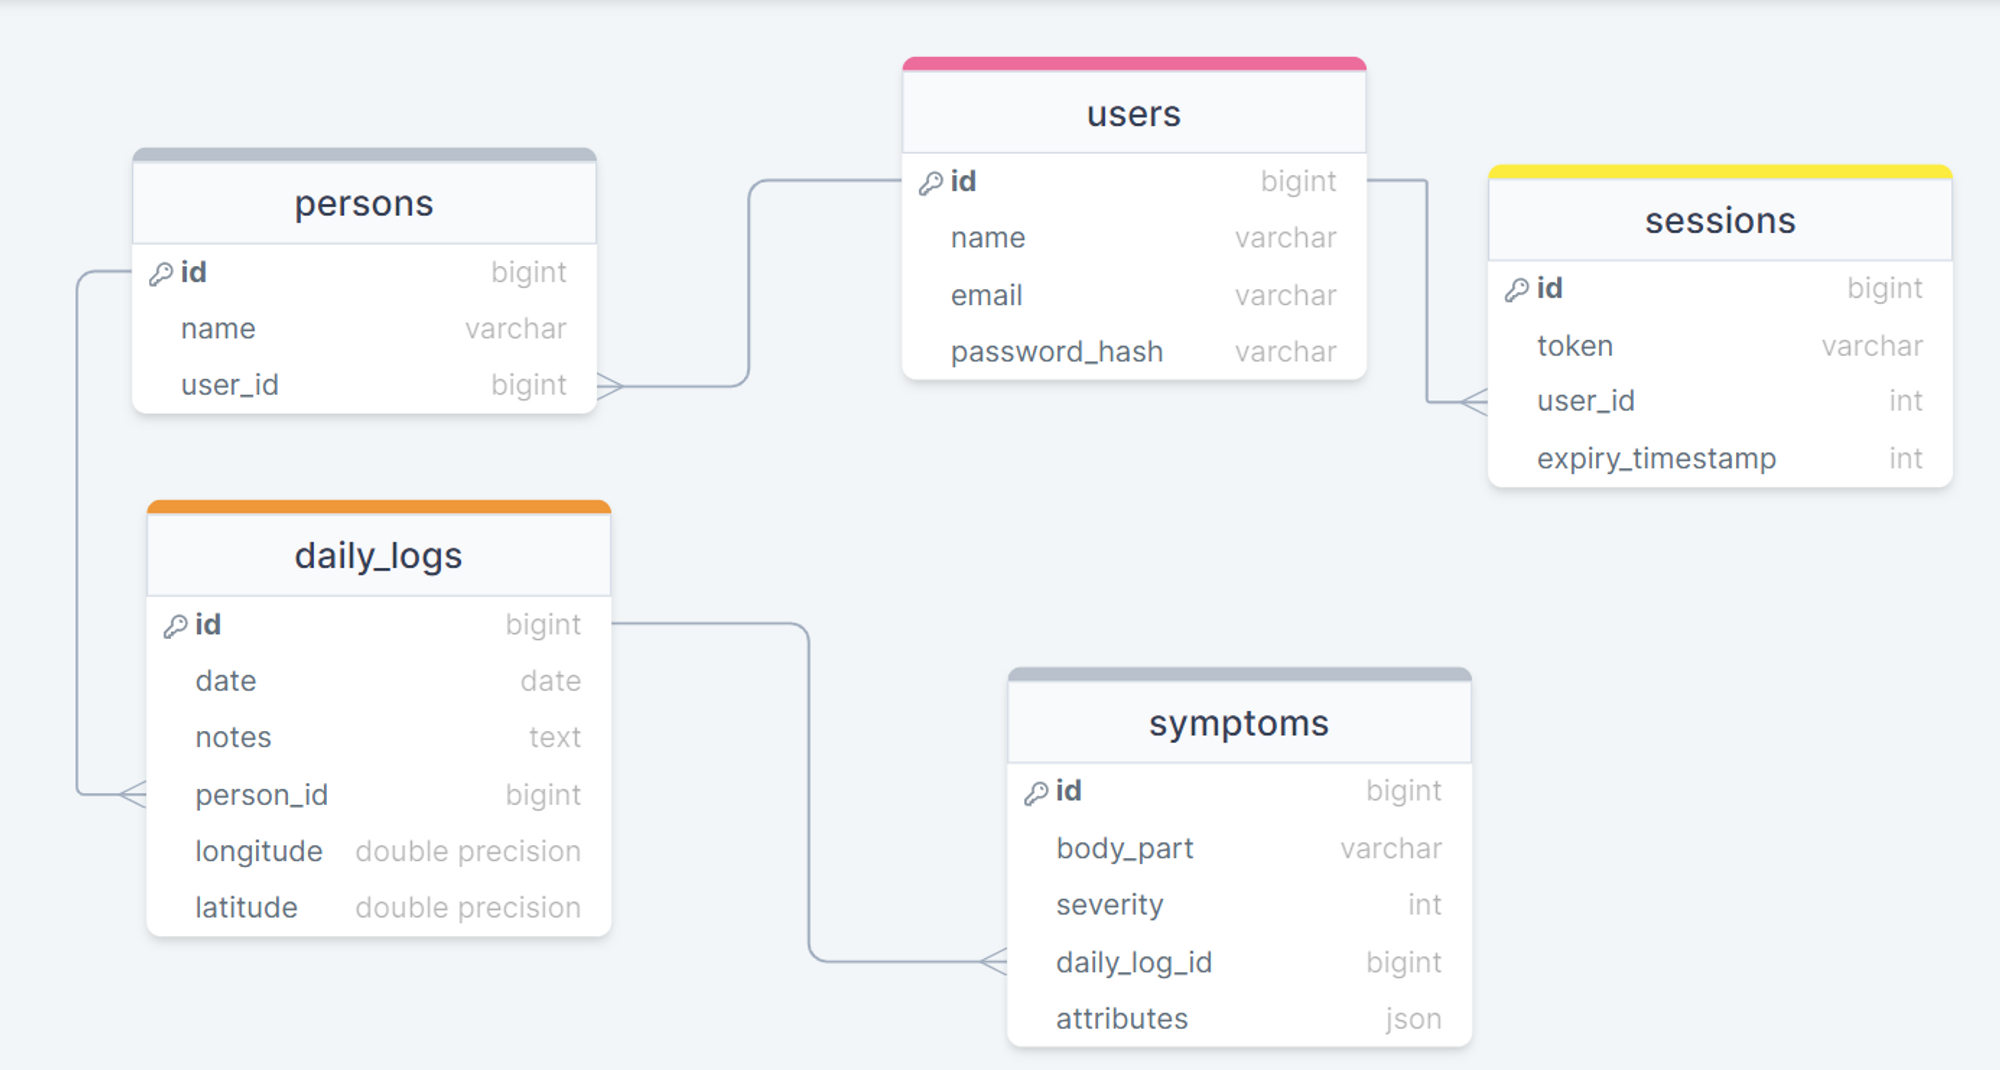 users
id bigint
name varchar
email varchar
password_hash varchar
persons
id bigint
name varchar
user_id bigint
sessions
id bigint
token varchar
user_id int
expiry_timestamp int
daily_logs
id bigint
date date
notes text
person_id bigint
longitude double precision
latitude double precision
symptoms
id bigint
body_part varchar
severity int
daily_log_id bigint
attributes json